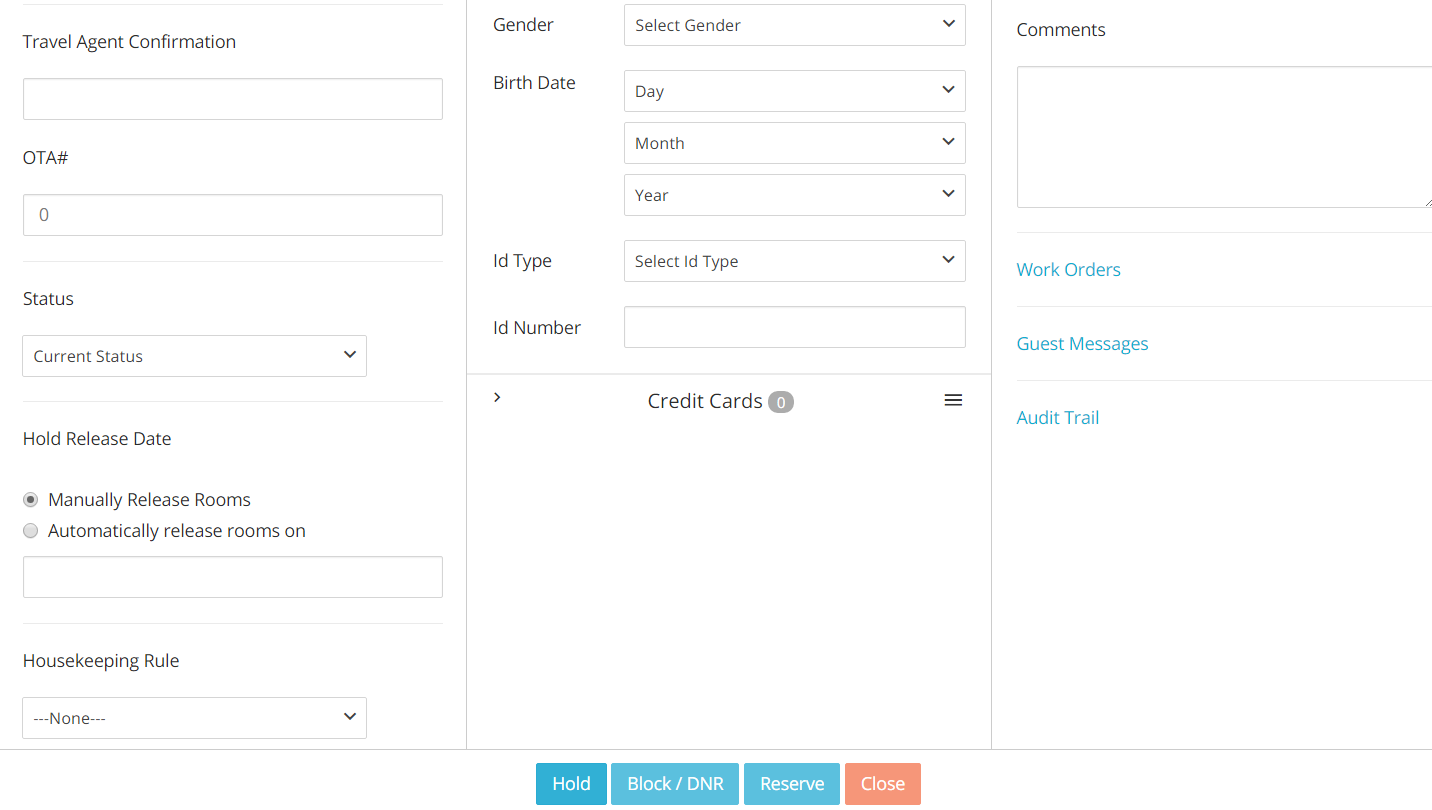 Travel Agent Confirmation
OTA#
0
Status
Current Status
Hold Release Date
Manually Release Rooms
Automatically release rooms on
Housekeeping Rule
---None---
Gender
Select Gender
Birth Date
Day
Month
Year
Id Type
Select Id Type
Id Number
Credit Cards 0
Comments
Work Orders
Guest Messages
Audit Trail
Hold
Block / DNR
Reserve
Close